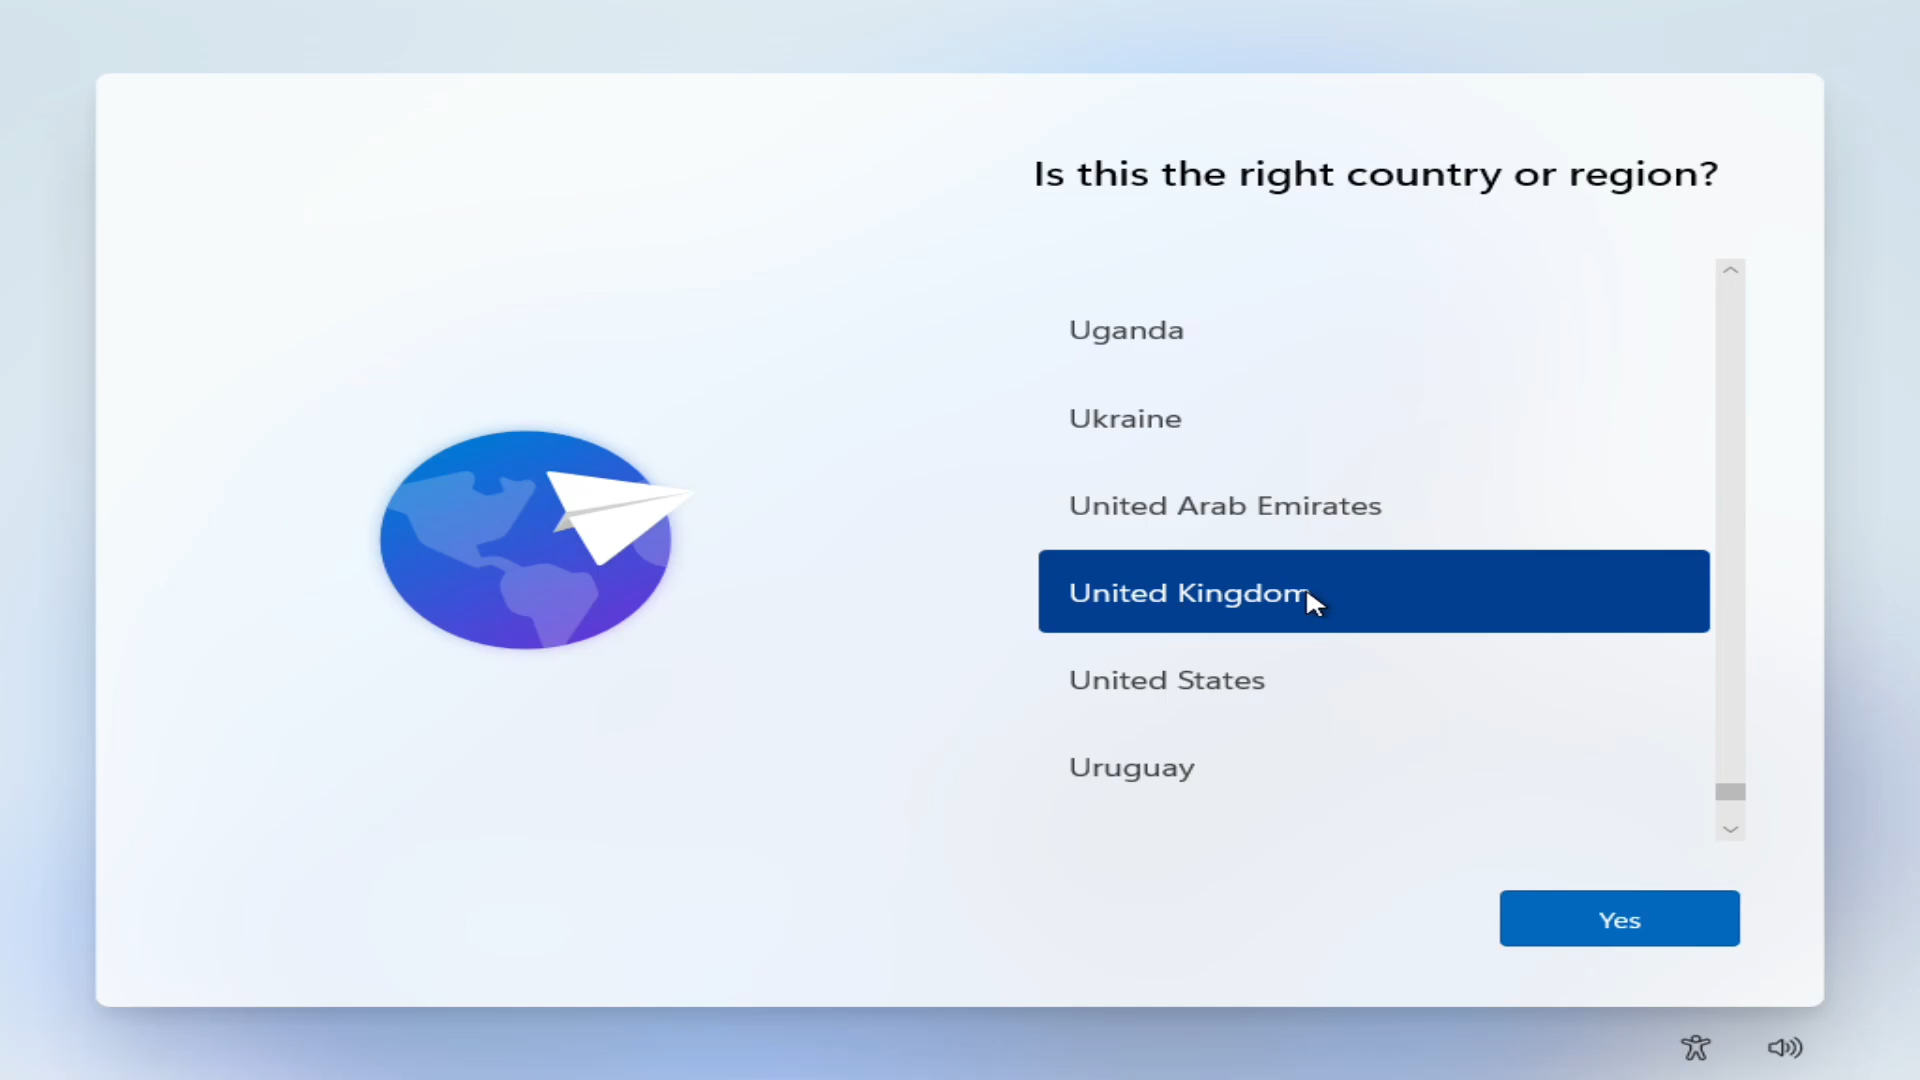 Is this the right country or region?
Uganda
Ukraine
United Arab Emirates
United Kingdom
United States
Uruguay
Yes